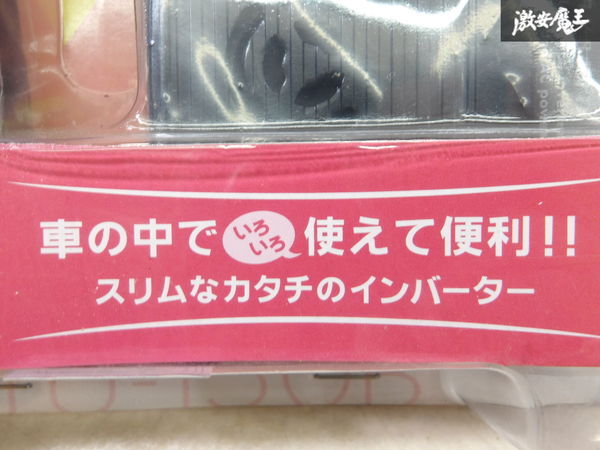 激安魔王
車の中でいろいろ使えて便利!!
スリムなカタチのインバーター